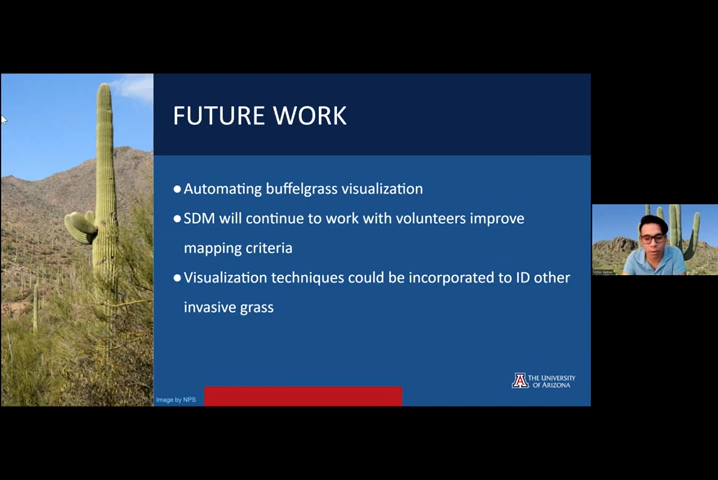 FUTURE WORK
●Automating buffelgrass visualization
●SDM will continue to work with volunteers improve
mapping criteria
●Visualization techniques could be incorporated to ID other
invasive grass
THE UNIVERSITY
OF ARIZONA
Image by NPS